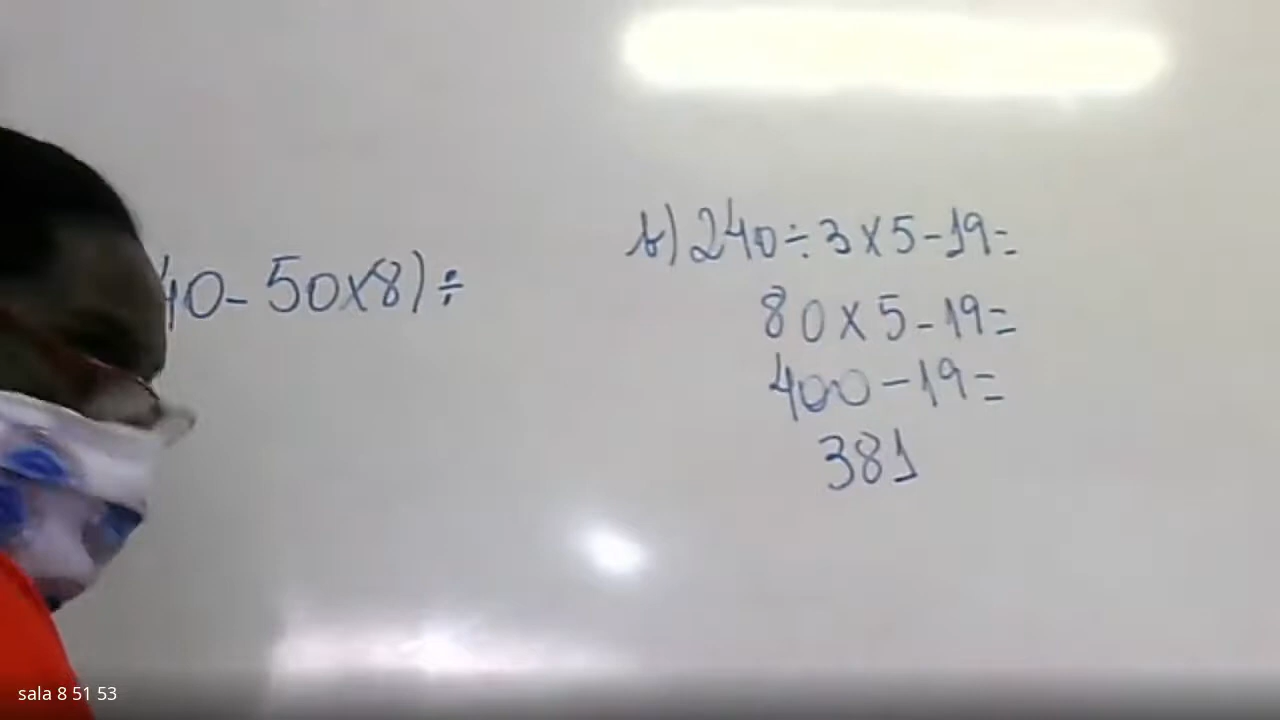 40-50x8)÷
b) 240÷3x5-19=
80x5-19=
400-19=
381
sala 8 51 53